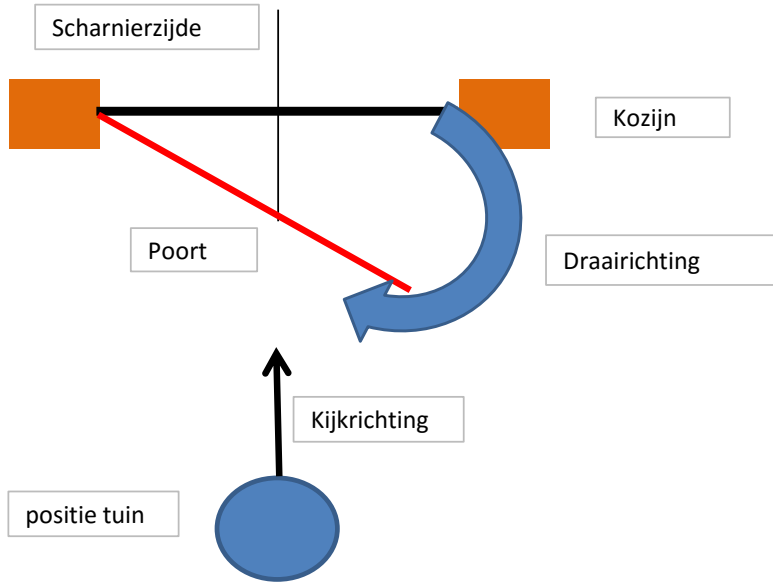 Scharnierzijde
Kozijn
Poort
Draairichting
Kijkrichting
positie tuin